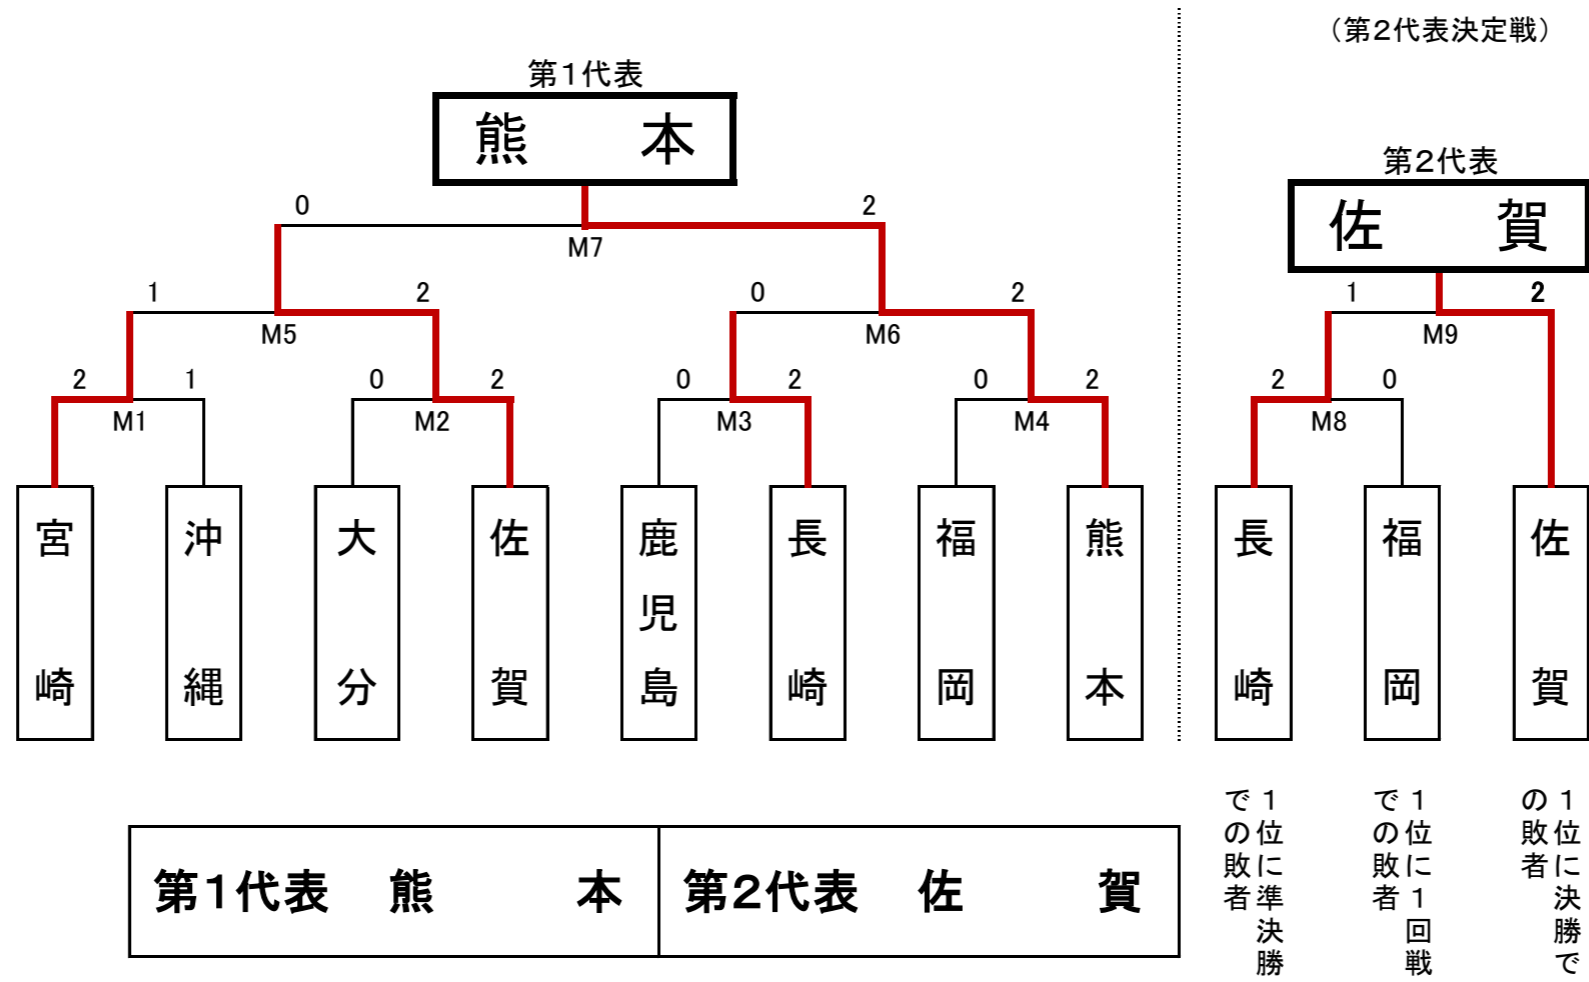 (第2代表決定戦)
第1代表
熊 本
第2代表
佐 賀
0 2
M7
1 2
M5
0 2
M6
1 2
M9
2 1
M1
0 2
M2
0 2
M3
0 2
M4
2 0
M8
宮崎
沖縄
大分
佐賀
鹿児島
長崎
福岡
熊本
長崎
福岡
佐賀
1位に準決勝
での敗者
1位に1回戦
での敗者
1位に決勝で
の敗者
第1代表 熊 本
第2代表 佐 賀